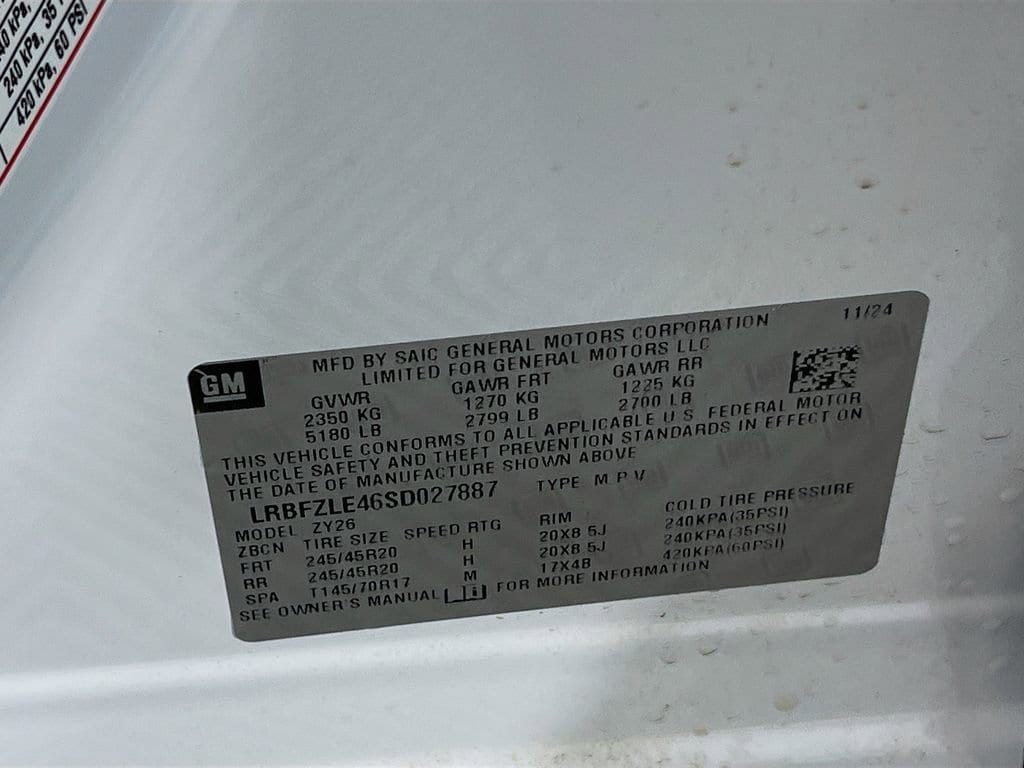 240 kPa, 35
420 kPa, 60 PSI
GM
MFD BY SAIC GENERAL MOTORS CORPORATION 11/24
LIMITED FOR GENERAL MOTORS LLC
GVWR GAWR FRT GAWR RR
2350 KG 1270 KG 1225 KG
5180 LB 2799 LB 2700 LB
THIS VEHICLE CONFORMS TO ALL APPLICABLE U S FEDERAL MOTOR
VEHICLE SAFETY AND THEFT PREVENTION STANDARDS IN EFFECT ON
THE DATE OF MANUFACTURE SHOWN ABOVE
LRBFZLE46SD027887 TYPE M P V
MODEL ZY26
ZBCN TIRE SIZE SPEED RTG RIM COLD TIRE PRESSURE
FRT 245/45R20 H 20X8 5J 240KPA(35PSI)
RR 245/45R20 H 20X8 5J 240KPA(35PSI)
SPA T145/70R17 M 17X4B 420KPA(60PSI)
SEE OWNER'S MANUAL i FOR MORE INFORMATION